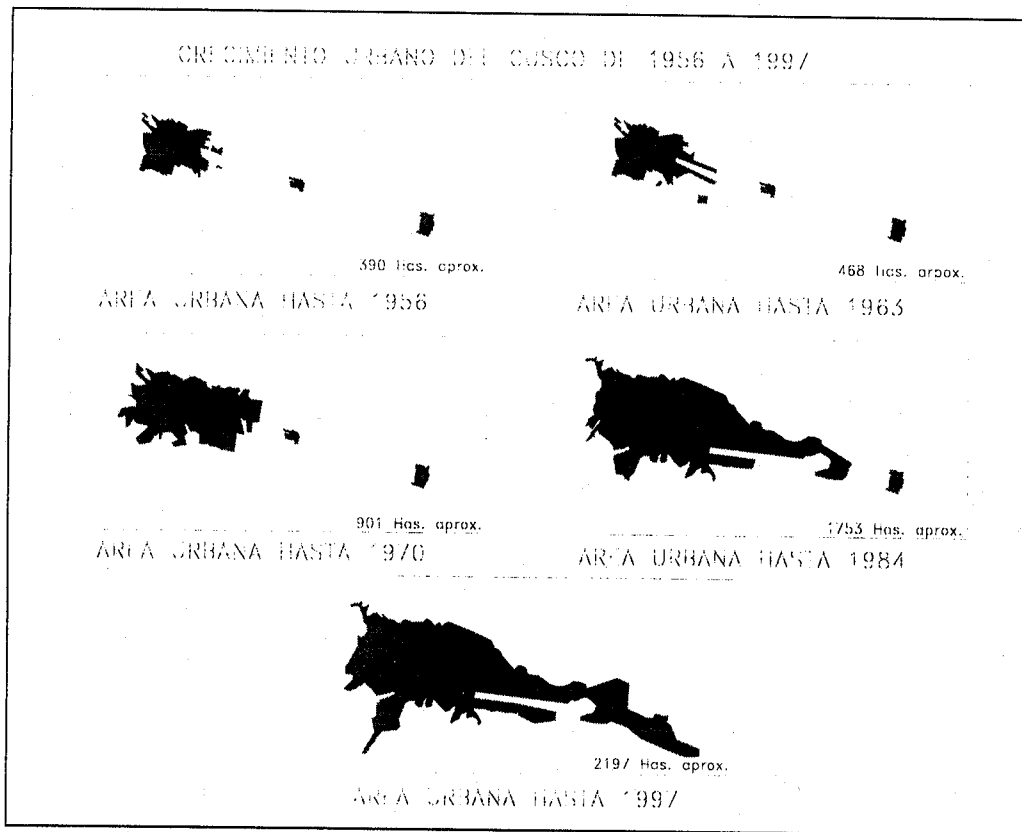 CRECIMIENTO URBANO DEL CUSCO DE 1956 A 1997
390 Has. aprox.
468 Has. arpox.
AREA URBANA HASTA 1956
AREA URBANA HASTA 1963
901 Has. aprox.
1753 Has. aprox.
AREA URBANA HASTA 1970
AREA URBANA HASTA 1984
2197 Has. aprox.
AREA URBANA HASTA 1997